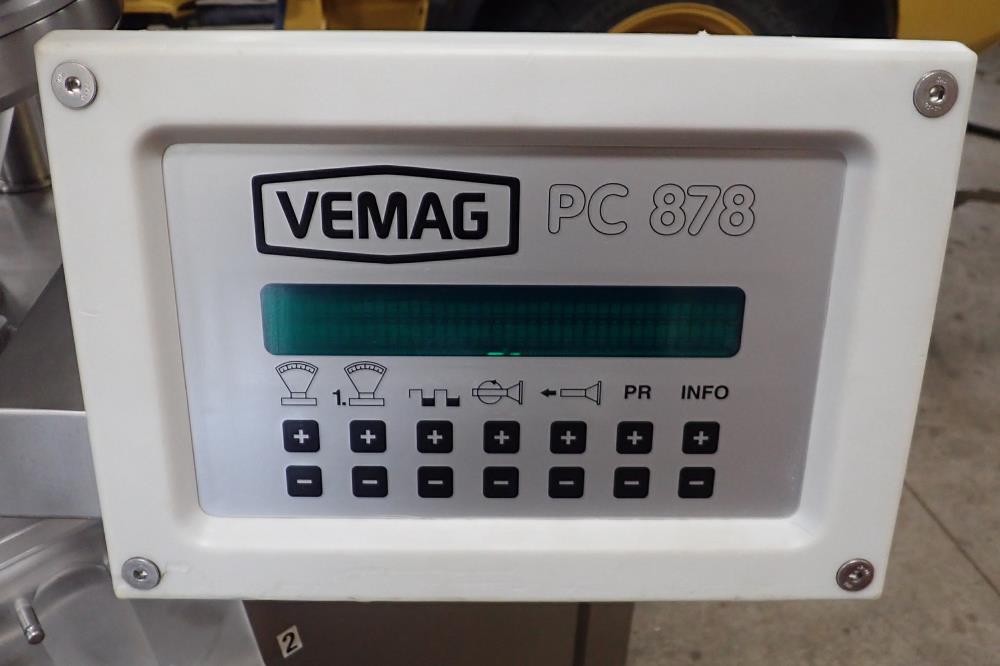 VEMAG PC 878
1. PR INFO
+ + + + + + +
- - - - - - -
2